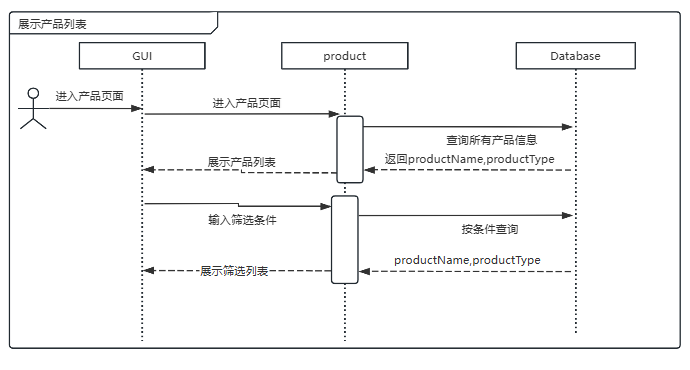 展示产品列表
GUI
product
Database
进入产品页面
进入产品页面
查询所有产品信息
返回productName,productType
展示产品列表
输入筛选条件
按条件查询
productName,productType
展示筛选列表